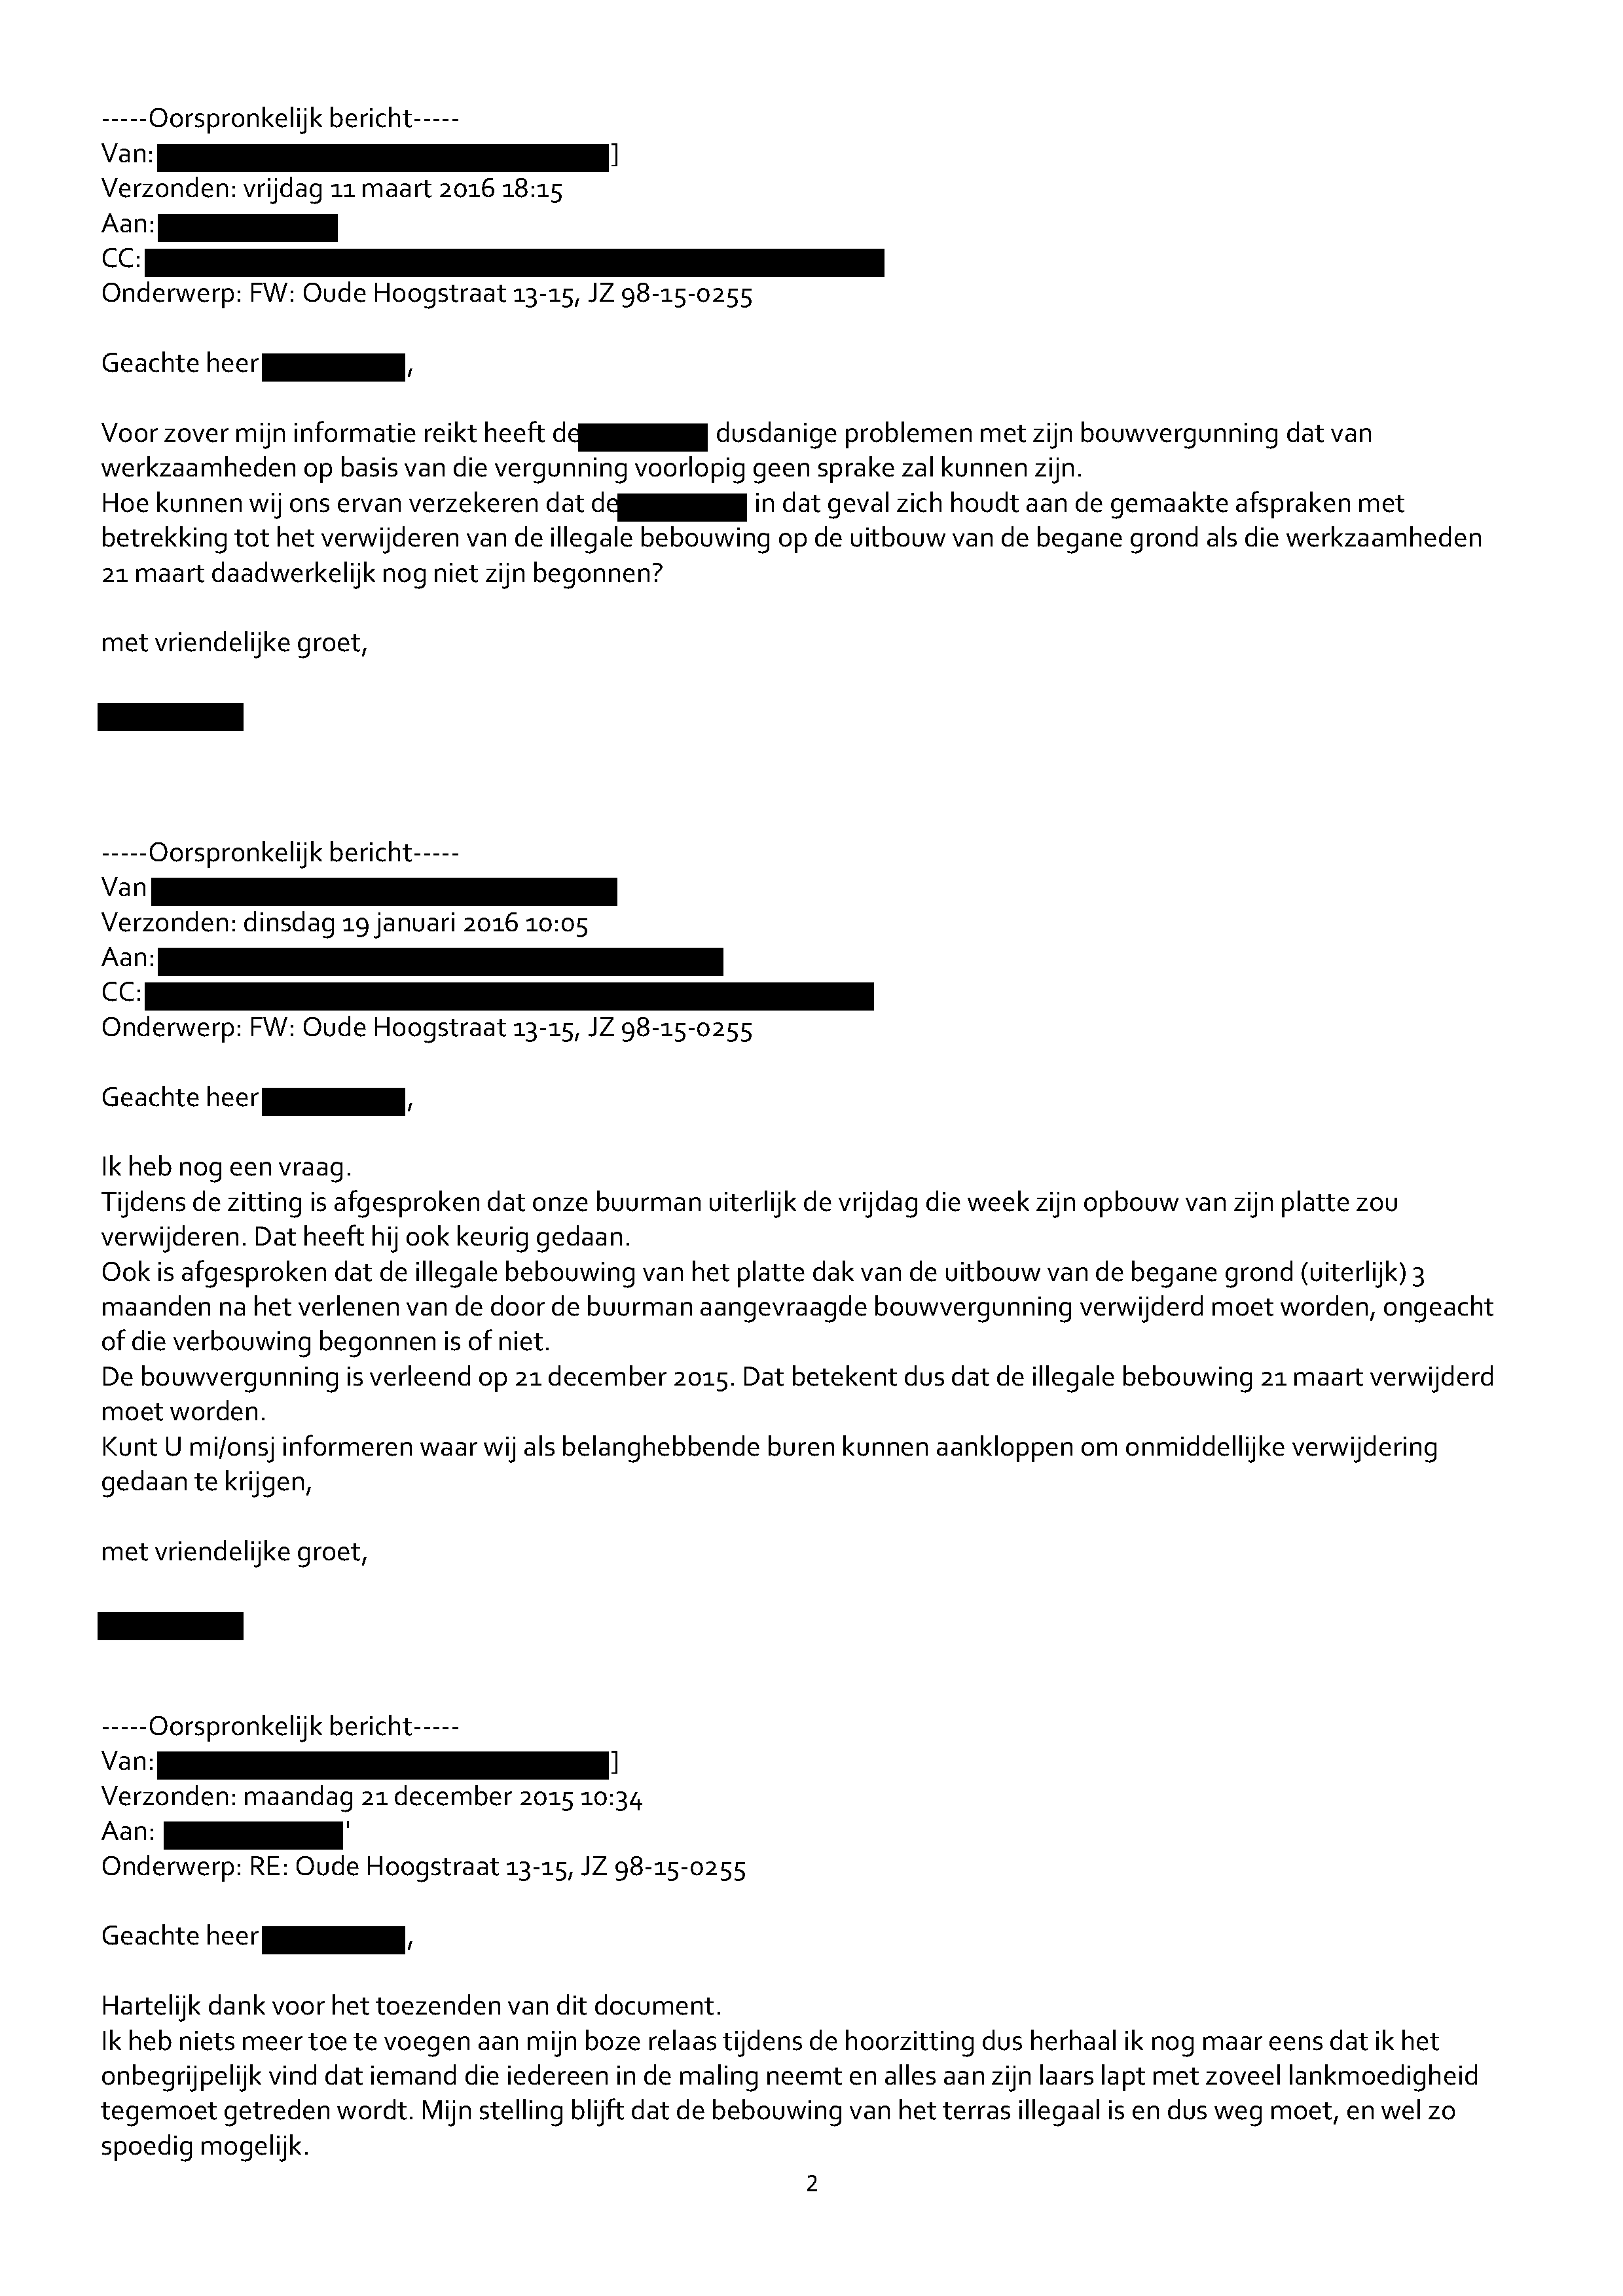 -----Oorspronkelijk bericht-----
Van: ]
Verzonden: vrijdag 11 maart 2016 18:15
Aan:
CC:
Onderwerp: FW: Oude Hoogstraat 13-15, JZ 98-15-0255
Geachte heer ,
Voor zover mijn informatie reikt heeft de dusdanige problemen met zijn bouwvergunning dat van
werkzaamheden op basis van die vergunning voorlopig geen sprake zal kunnen zijn.
Hoe kunnen wij ons ervan verzekeren dat de in dat geval zich houdt aan de gemaakte afspraken met
betrekking tot het verwijderen van de illegale bebouwing op de uitbouw van de begane grond als die werkzaamheden
21 maart daadwerkelijk nog niet zijn begonnen?
met vriendelijke groet,
-----Oorspronkelijk bericht-----
Van
Verzonden: dinsdag 19 januari 2016 10:05
Aan:
CC:
Onderwerp: FW: Oude Hoogstraat 13-15, JZ 98-15-0255
Geachte heer ,
Ik heb nog een vraag.
Tijdens de zitting is afgesproken dat onze buurman uiterlijk de vrijdag die week zijn opbouw van zijn platte zou
verwijderen. Dat heeft hij ook keurig gedaan.
Ook is afgesproken dat de illegale bebouwing van het platte dak van de uitbouw van de begane grond (uiterlijk) 3
maanden na het verlenen van de door de buurman aangevraagde bouwvergunning verwijderd moet worden, ongeacht
of die verbouwing begonnen is of niet.
De bouwvergunning is verleend op 21 december 2015. Dat betekent dus dat de illegale bebouwing 21 maart verwijderd
moet worden.
Kunt U mi/onsj informeren waar wij als belanghebbende buren kunnen aankloppen om onmiddellijke verwijdering
gedaan te krijgen,
met vriendelijke groet,
-----Oorspronkelijk bericht-----
Van: ]
Verzonden: maandag 21 december 2015 10:34
Aan: '
Onderwerp: RE: Oude Hoogstraat 13-15, JZ 98-15-0255
Geachte heer ,
Hartelijk dank voor het toezenden van dit document.
Ik heb niets meer toe te voegen aan mijn boze relaas tijdens de hoorzitting dus herhaal ik nog maar eens dat ik het
onbegrijpelijk vind dat iemand die iedereen in de maling neemt en alles aan zijn laars lapt met zoveel lankmoedigheid
tegemoet getreden wordt. Mijn stelling blijft dat de bebouwing van het terras illegaal is en dus weg moet, en wel zo
spoedig mogelijk.
2